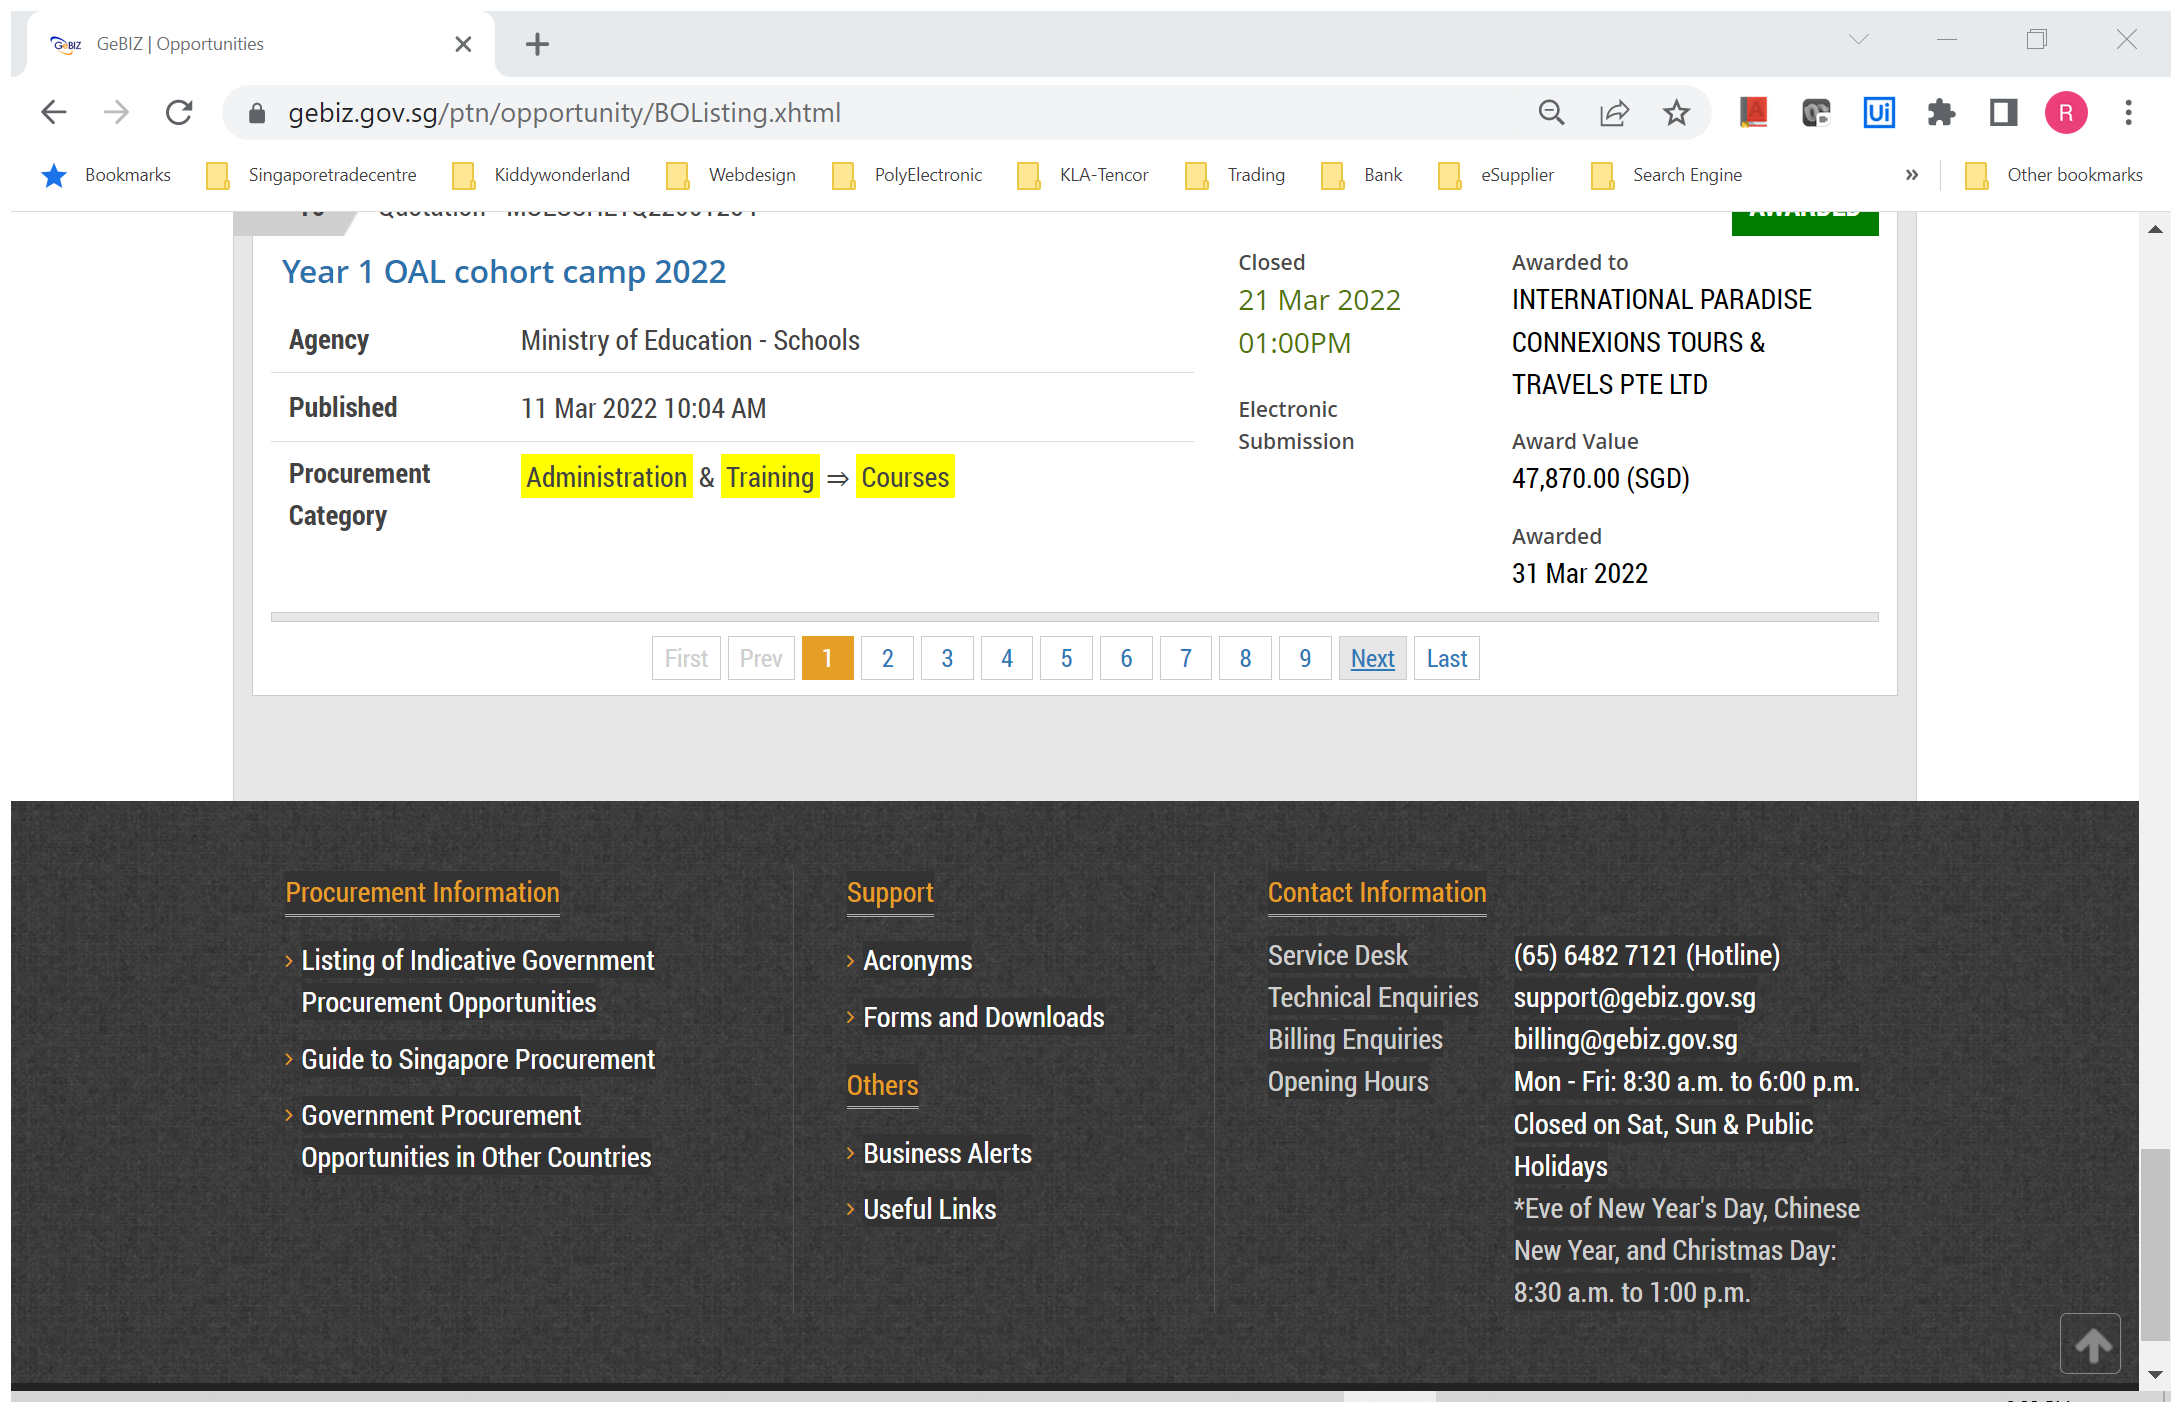 GeBIZ GeBIZ | Opportunities
gebiz.gov.sg/ptn/opportunity/BOListing.xhtml
Ui
R
Bookmarks Singaporetradecentre Kiddywonderland Webdesign PolyElectronic KLA-Tencor Trading Bank eSupplier Search Engine » Other bookmarks
Quotation - AWARDED
Year 1 OAL cohort camp 2022
Agency Ministry of Education - Schools
Published 11 Mar 2022 10:04 AM
Procurement Category Administration & Training ⇒ Courses
Closed
21 Mar 2022
01:00PM
Electronic
Submission
Awarded to
INTERNATIONAL PARADISE
CONNEXIONS TOURS &
TRAVELS PTE LTD
Award Value
47,870.00 (SGD)
Awarded
31 Mar 2022
First Prev 1 2 3 4 5 6 7 8 9 Next Last
Procurement Information
Listing of Indicative Government
Procurement Opportunities
Guide to Singapore Procurement
Government Procurement
Opportunities in Other Countries
Support
Acronyms
Forms and Downloads
Others
Business Alerts
Useful Links
Contact Information
Service Desk (65) 6482 7121 (Hotline)
Technical Enquiries support@gebiz.gov.sg
Billing Enquiries billing@gebiz.gov.sg
Opening Hours Mon - Fri: 8:30 a.m. to 6:00 p.m.
Closed on Sat, Sun & Public
Holidays
*Eve of New Year's Day, Chinese
New Year, and Christmas Day:
8:30 a.m. to 1:00 p.m.